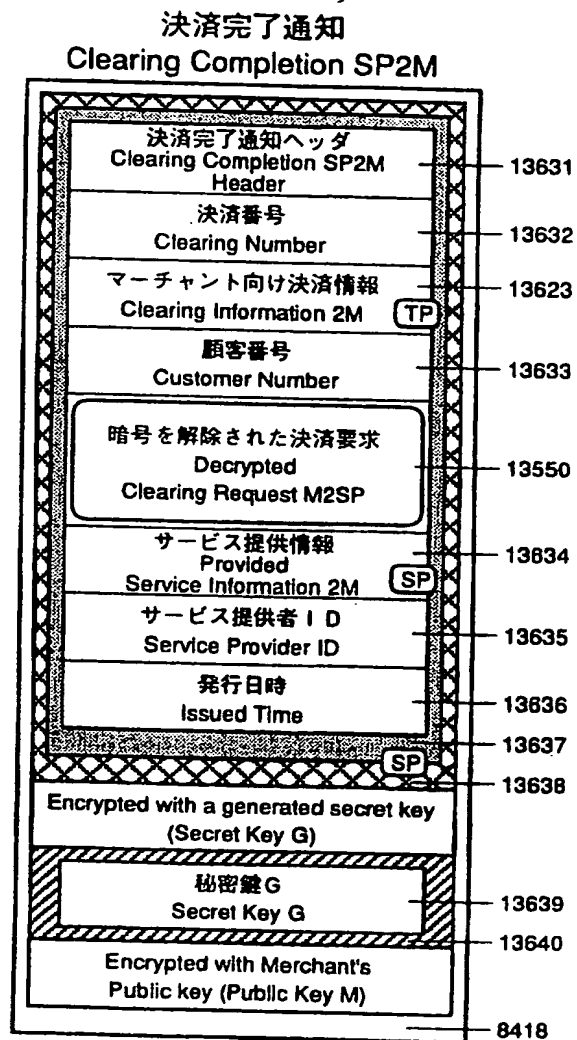 決済完了通知
Clearing Completion SP2M
決済完了通知ヘッダ
Clearing Completion SP2M
Header
13631
決済番号
Clearing Number
13632
マーチャント向け決済情報
Clearing Information 2M
TP
13623
顧客番号
Customer Number
13633
暗号を解除された決済要求
Decrypted
Clearing Request M2SP
13550
サービス提供情報
Provided
Service Information 2M
SP
13634
サービス提供者ID
Service Provider ID
13635
発行日時
Issued Time
13636
13637
SP
13638
Encrypted with a generated secret key
(Secret Key G)
秘密鍵G
Secret Key G
13639
13640
Encrypted with Merchant's
Public key (Public Key M)
8418